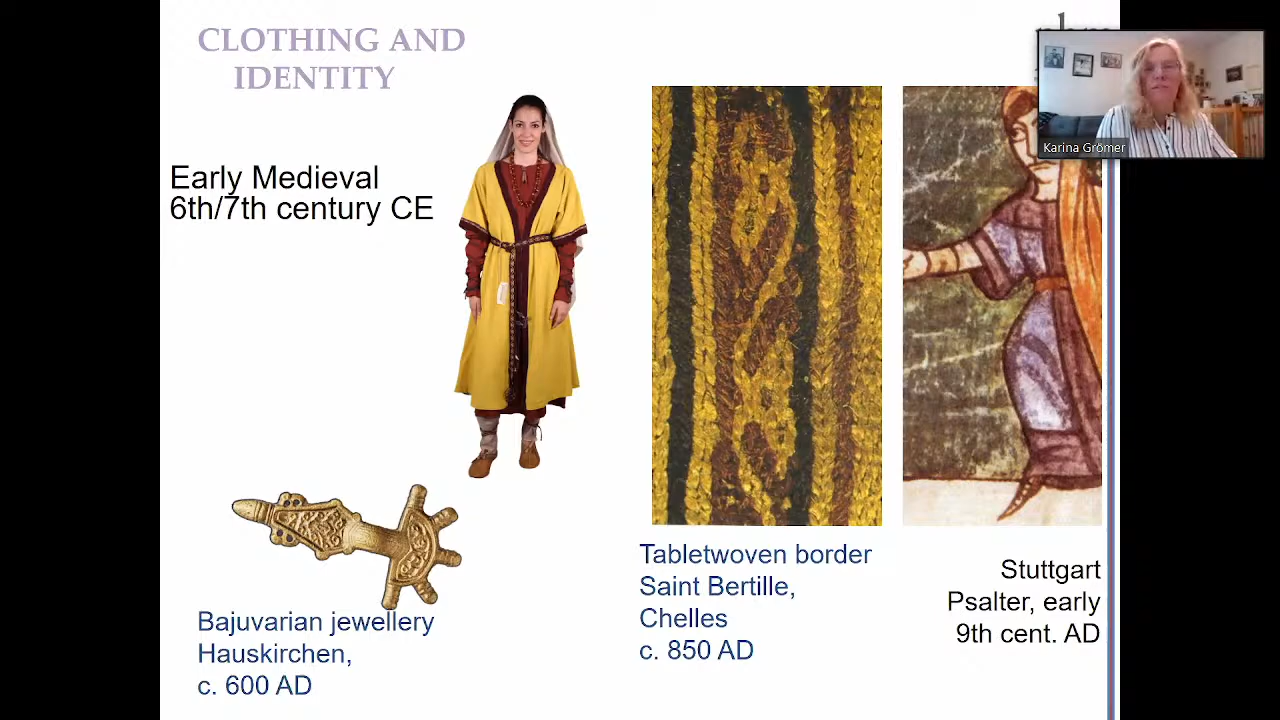 CLOTHING AND
IDENTITY
Early Medieval
6th/7th century CE
Karina Grömer
Bajuvarian jewellery
Hauskirchen,
c. 600 AD
Tabletwoven border
Saint Bertille,
Chelles
c. 850 AD
Stuttgart
Psalter, early
9th cent. AD